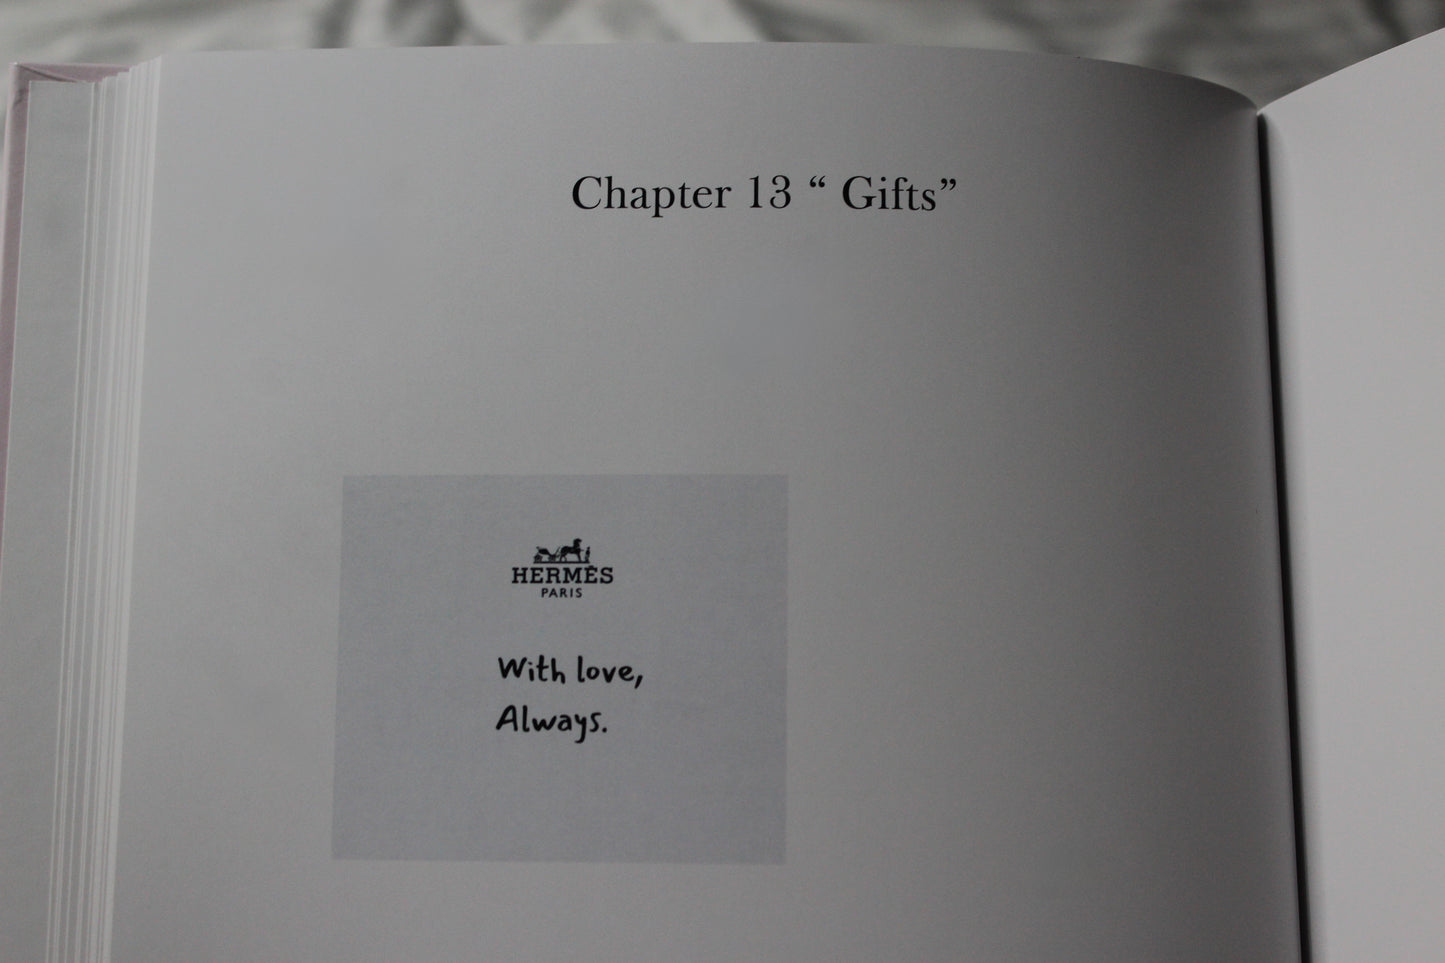 Chapter 13 “ Gifts”
HERMÈS
PARIS
With love,
Always.